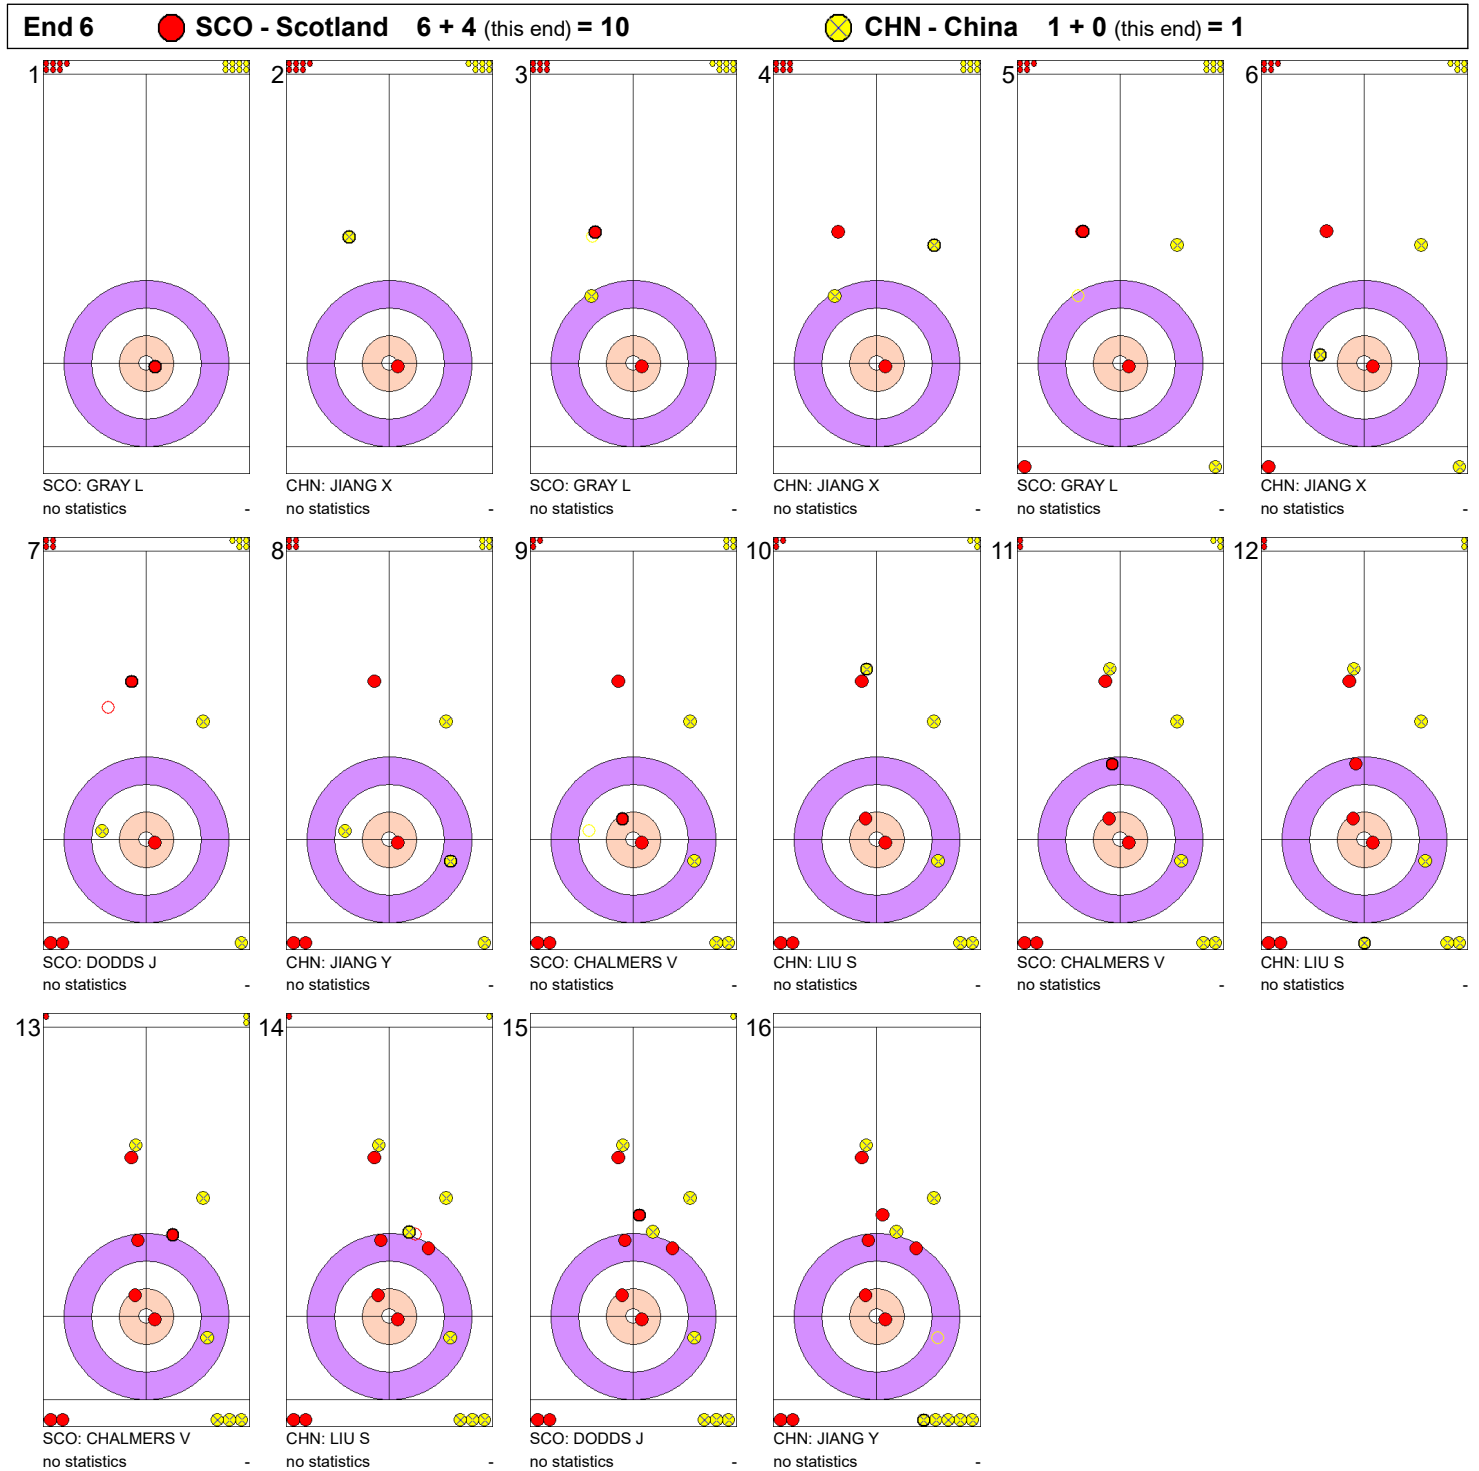 End 6 SCO - Scotland 6 + 4 (this end) = 10 CHN - China 1 + 0 (this end) = 1
1 2 3 4 5 6
SCO: GRAY L CHN: JIANG X SCO: GRAY L CHN: JIANG X SCO: GRAY L CHN: JIANG X
no statistics - no statistics - no statistics - no statistics - no statistics - no statistics -
7 8 9 10 11 12
SCO: DODDS J CHN: JIANG Y SCO: CHALMERS V CHN: LIU S SCO: CHALMERS V CHN: LIU S
no statistics - no statistics - no statistics - no statistics - no statistics - no statistics -
13 14 15 16
SCO: CHALMERS V CHN: LIU S SCO: DODDS J CHN: JIANG Y
no statistics - no statistics - no statistics - no statistics -